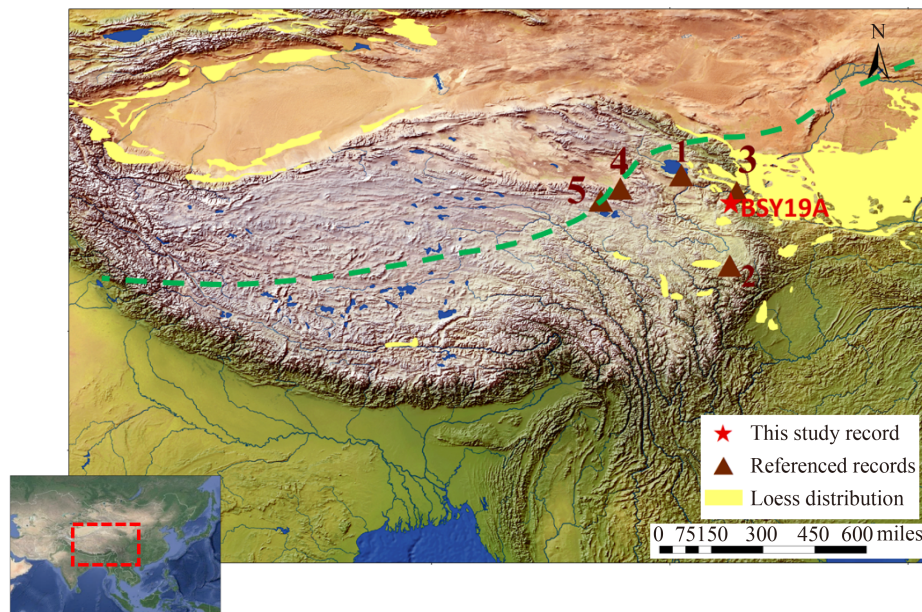 N
1
3
4
5
BSY19A
2
This study record
Referenced records
Loess distribution
0 75150 300 450 600 miles